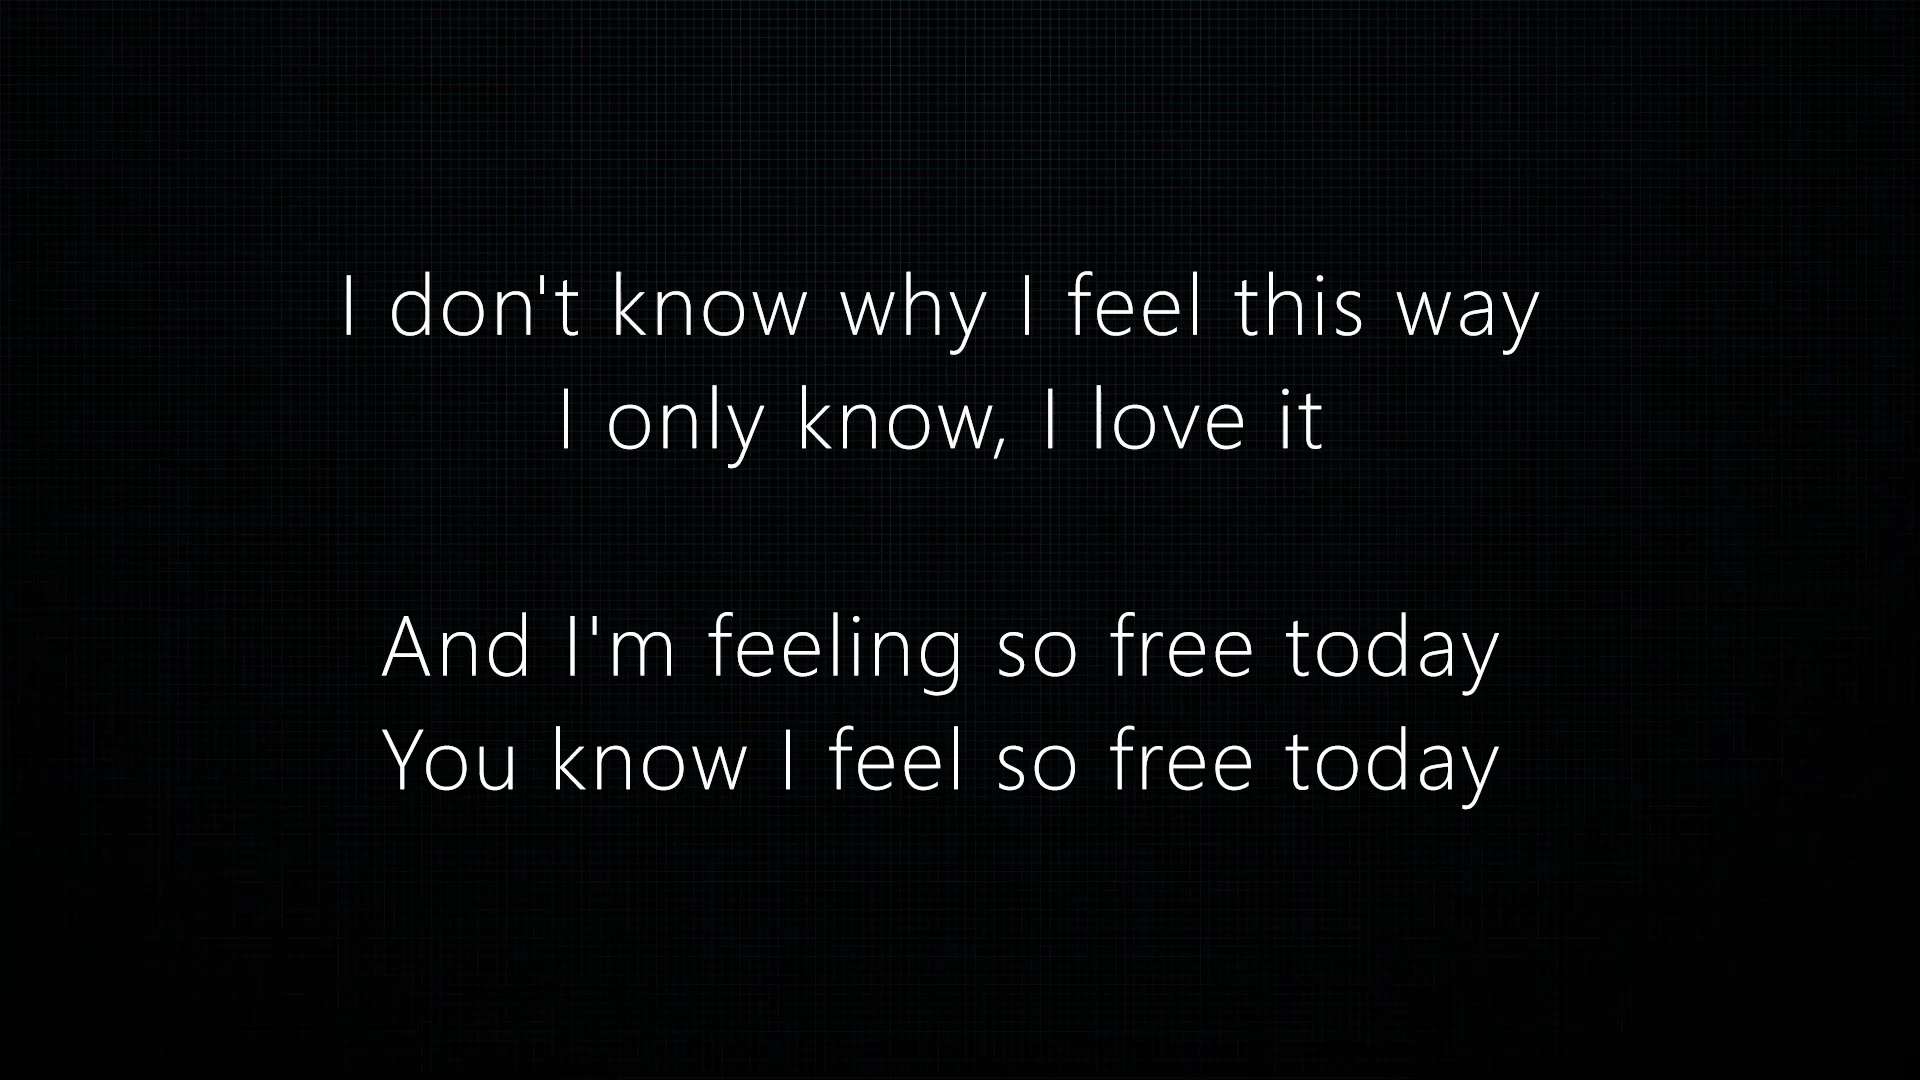 I don't know why I feel this way
I only know, I love it
And I'm feeling so free today
You know I feel so free today